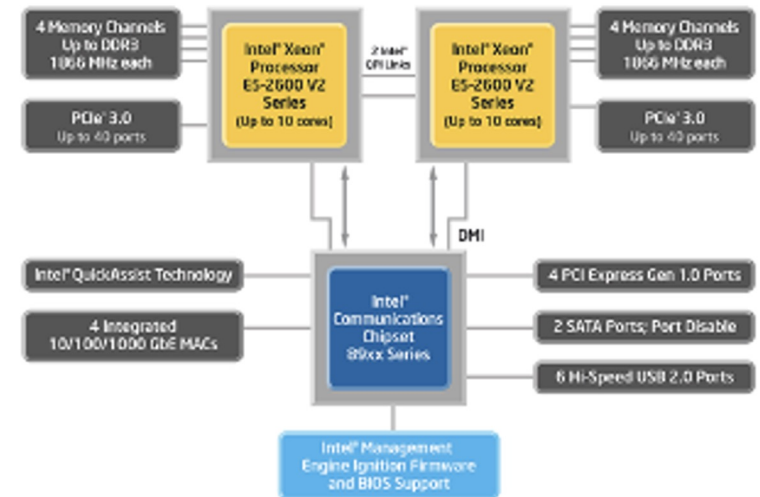 4 Memory Channels
Up to DDR3
1866 MHz each
Intel® Xeon®
Processor
E5-2600 V2
Series
(Up to 10 cores)
2 Intel®
QPI Links
Intel® Xeon®
Processor
E5-2600 V2
Series
(Up to 10 cores)
4 Memory Channels
Up to DDR3
1866 MHz each
PCIe® 3.0
Up to 40 ports
PCIe® 3.0
Up to 40 ports
DMI
Intel® QuickAssist Technology
4 Integrated
10/100/1000 GbE MACs
Intel®
Communications
Chipset
89xx Series
4 PCI Express Gen 1.0 Ports
2 SATA Ports; Port Disable
6 Hi-Speed USB 2.0 Ports
Intel® Management
Engine Ignition Firmware
and BIOS Support